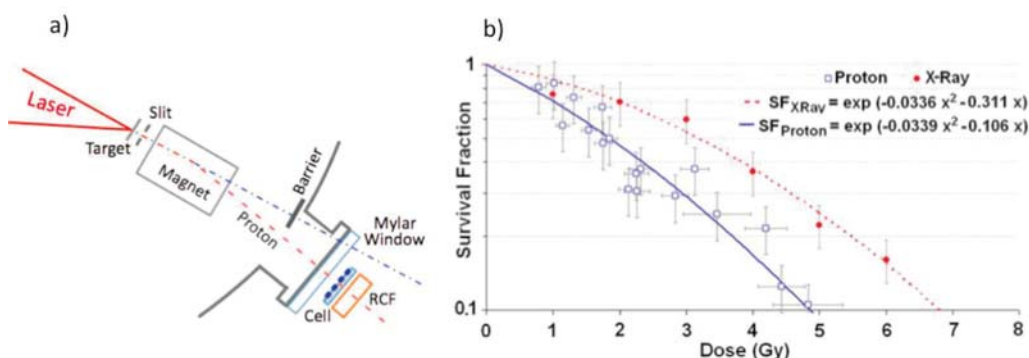 a)
Laser
Slit
Target
Magnet
Proton
Barrier
Mylar
Window
Cell
RCF
b)
Survival Fraction
1
0.1
Proton
X-Ray
SF_XRay = exp (-0.0336 x² -0.311 x)
SF_Proton = exp (-0.0339 x² -0.106 x)
0 1 2 3 4 5 6 7 8
Dose (Gy)